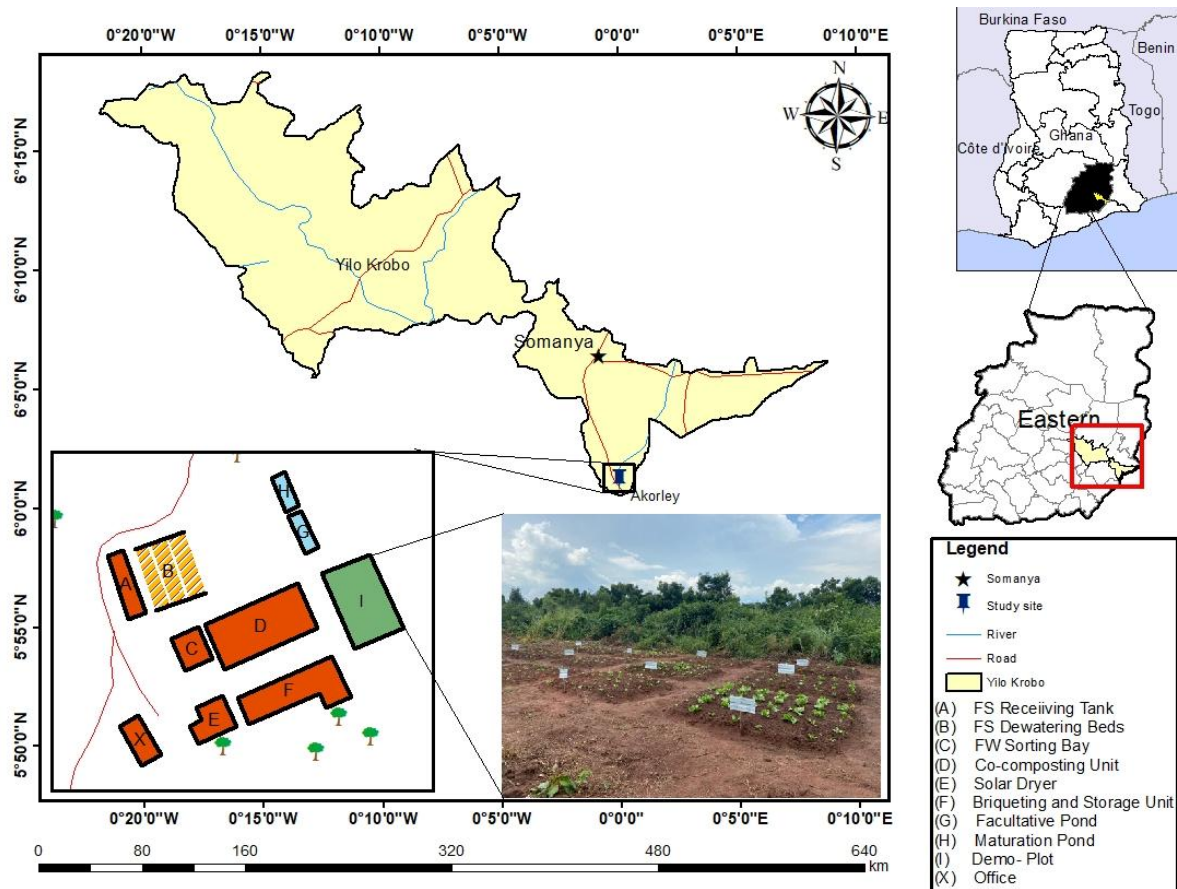 0°20'0"W 0°15'0"W 0°10'0"W 0°5'0"W 0°0'0" 0°5'0"E 0°10'0"E
6°15'0"N
6°10'0"N
6°5'0"N
6°0'0"N
5°55'0"N
5°50'0"N
N
W E
S
Yilo Krobo
Somanya
Akorley
H
G
A
B
I
D
C
F
E
X
0°20'0"W 0°15'0"W 0°10'0"W 0°5'0"W 0°0'0" 0°5'0"E 0°10'0"E
0 80 160 320 480 640
km
Burkina Faso
Benin
Togo
Ghana
Côte d'Ivoire
Eastern
Legend
Somanya
Study site
River
Road
Yilo Krobo
(A) FS Receiiving Tank
(B) FS Dewatering Beds
(C) FW Sorting Bay
(D) Co-composting Unit
(E) Solar Dryer
(F) Briqueting and Storage Unit
(G) Facultative Pond
(H) Maturation Pond
(I) Demo- Plot
(X) Office